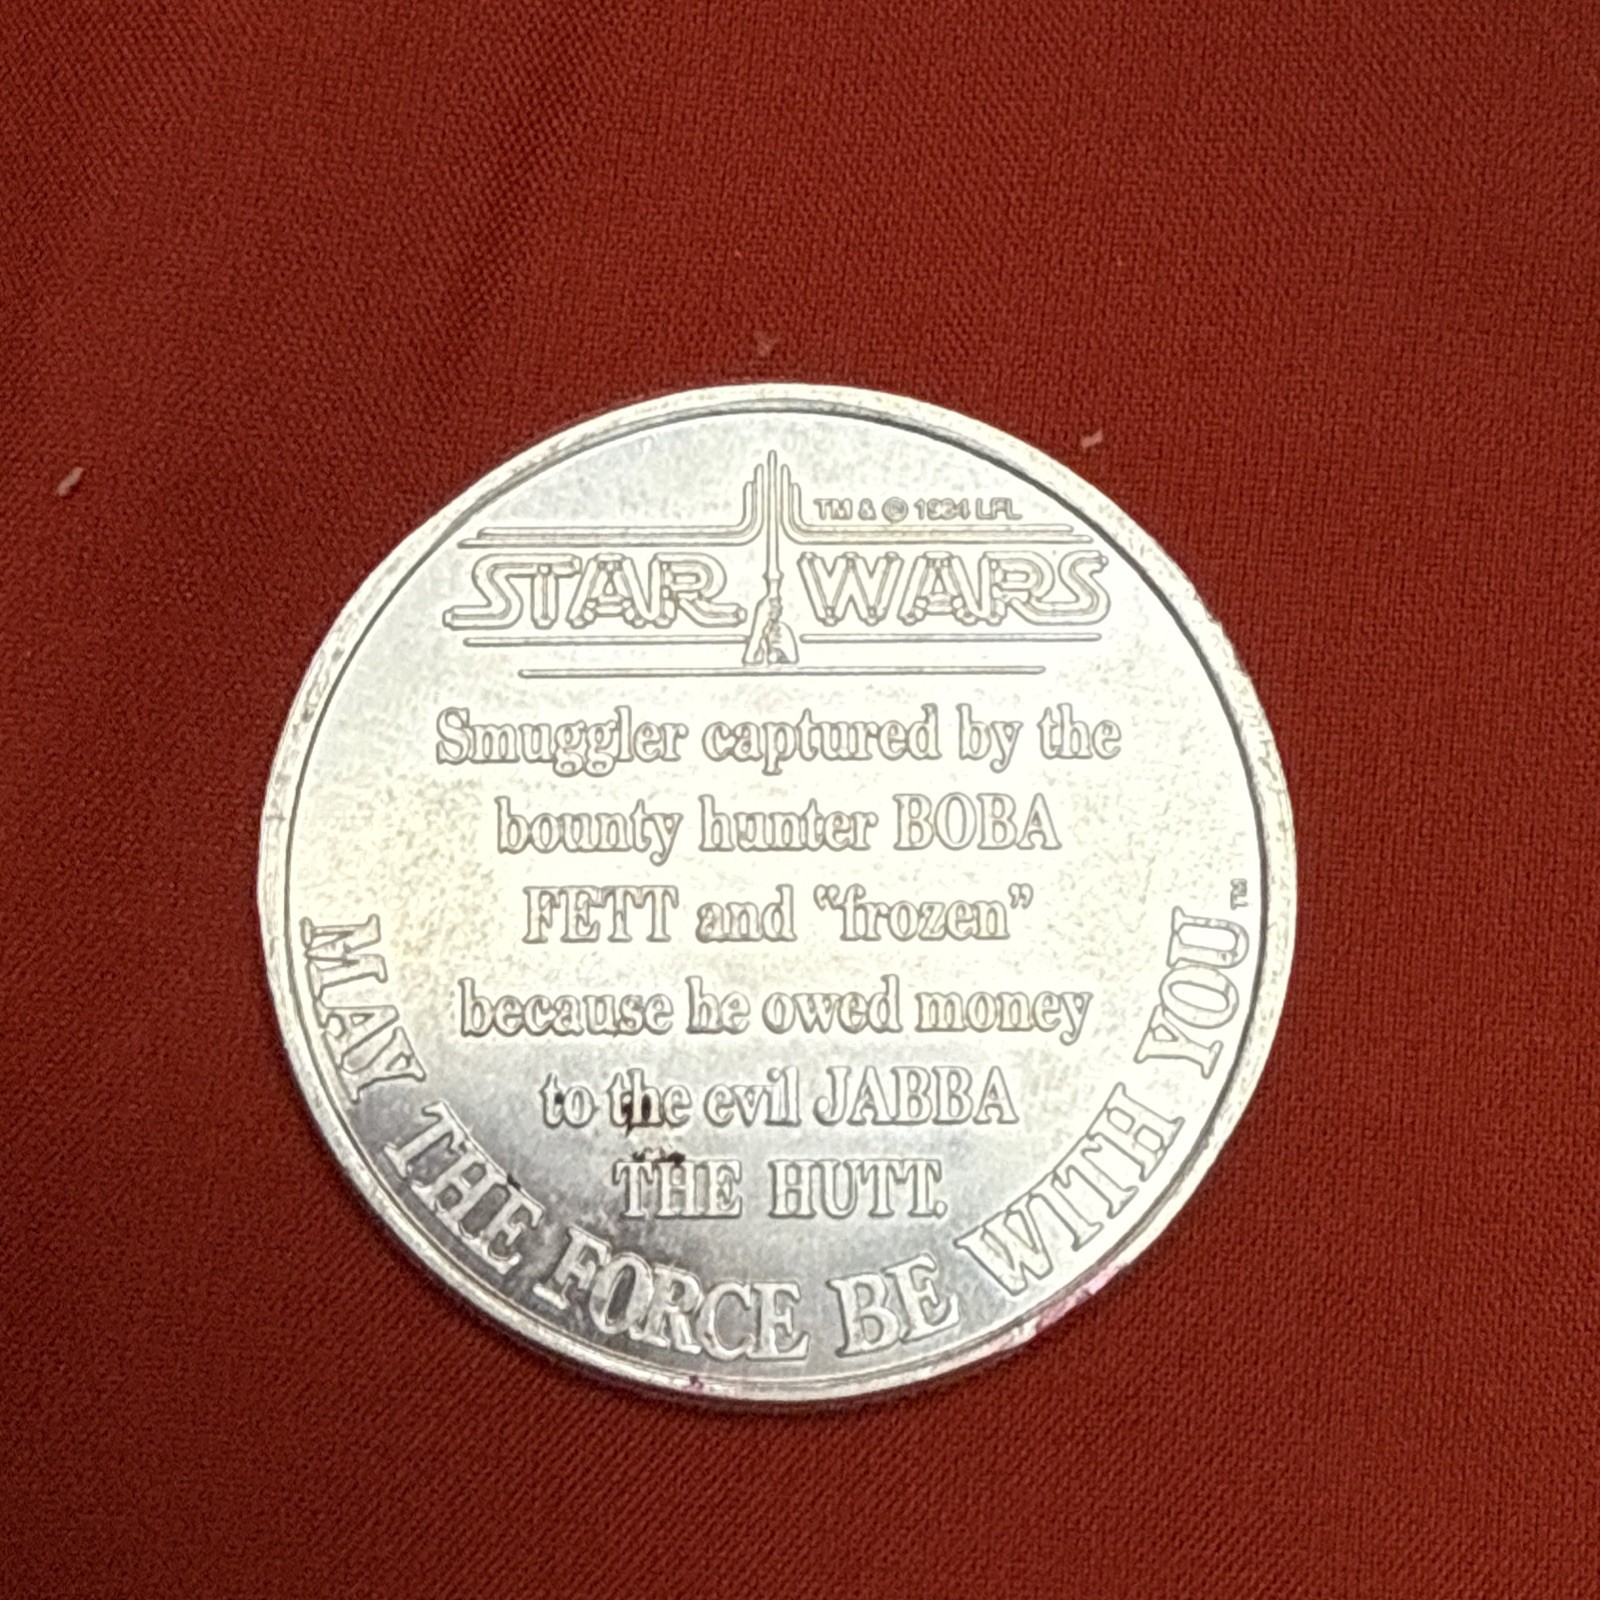 TM & © 1984 LFL
STAR WARS
Smuggler captured by the
bounty hunter BOBA
FETT and “frozen”
because he owed money
to the evil JABBA
THE HUTT.
MAY THE FORCE BE WITH YOU™